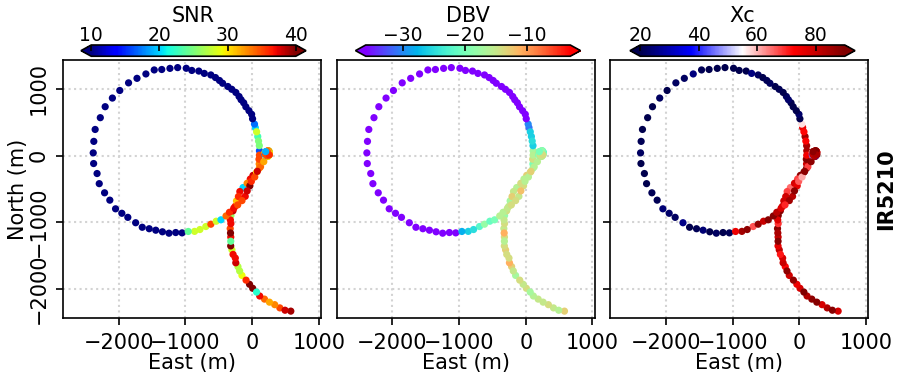 SNR DBV Xc
10 20 30 40 −30 −20 −10 20 40 60 80
1000
0
−1000
−2000
North (m)
−2000 −1000 0 1000 −2000 −1000 0 1000 −2000 −1000 0 1000
East (m) East (m) East (m)
IR5210